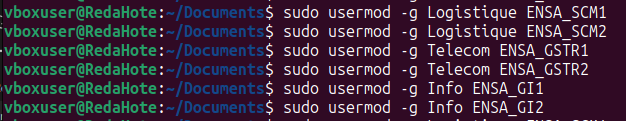 vboxuser@RedaHote:~/Documents$ sudo usermod -g Logistique ENSA_SCM1
vboxuser@RedaHote:~/Documents$ sudo usermod -g Logistique ENSA_SCM2
vboxuser@RedaHote:~/Documents$ sudo usermod -g Telecom ENSA_GSTR1
vboxuser@RedaHote:~/Documents$ sudo usermod -g Telecom ENSA_GSTR2
vboxuser@RedaHote:~/Documents$ sudo usermod -g Info ENSA_GI1
vboxuser@RedaHote:~/Documents$ sudo usermod -g Info ENSA_GI2